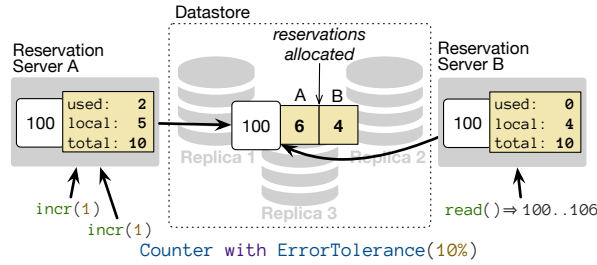 Datastore
Reservation
Server A
reservations
allocated
Reservation
Server B
A B
100
used: 2
local: 5
total: 10
100
6 4
100
used: 0
local: 4
total: 10
Replica 1
Replica 2
Replica 3
incr(1)
incr(1)
read()⇒100..106
Counter with ErrorTolerance(10%)